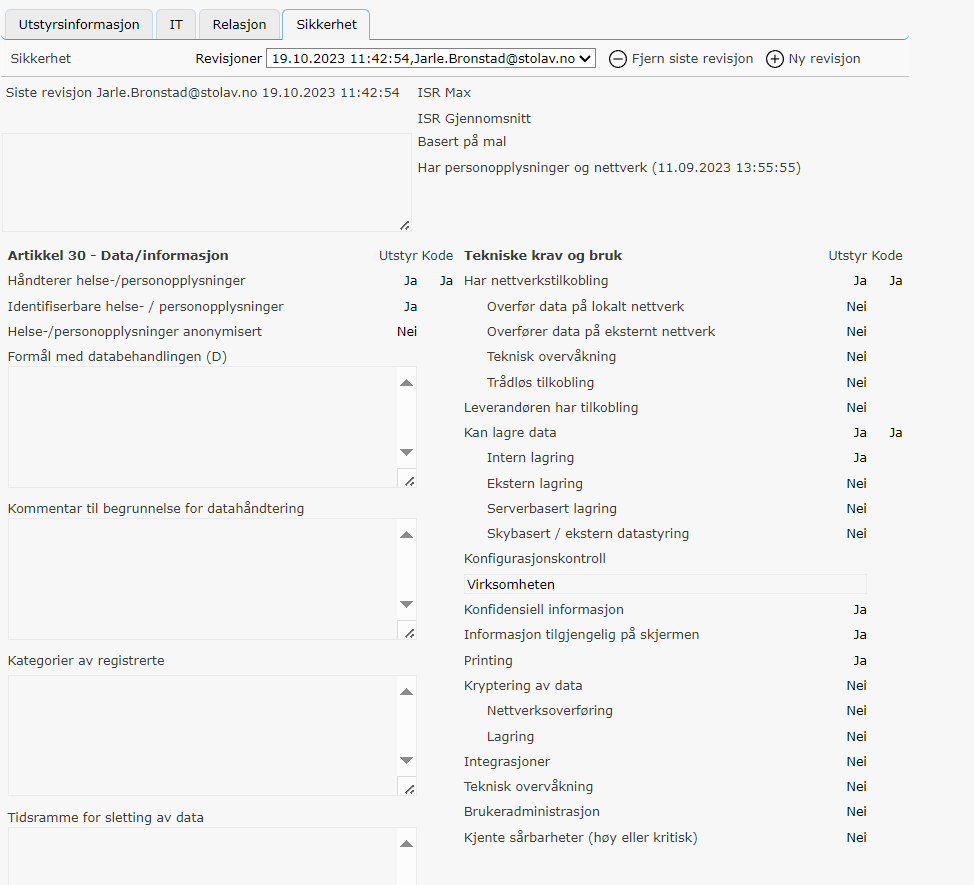 Utstyrsinformasjon IT Relasjon Sikkerhet
Sikkerhet Revisjoner 19.10.2023 11:42:54,Jarle.Bronstad@stolav.no Fjern siste revisjon Ny revisjon
Siste revisjon Jarle.Bronstad@stolav.no 19.10.2023 11:42:54 ISR Max
ISR Gjennomsnitt
Basert på mal
Har personopplysninger og nettverk (11.09.2023 13:55:55)
Artikkel 30 - Data/informasjon Utstyr Kode
Håndterer helse-/personopplysninger Ja Ja
Identifiserbare helse- / personopplysninger Ja
Helse-/personopplysninger anonymisert Nei
Formål med databehandlingen (D)
Kommentar til begrunnelse for datahåndtering
Kategorier av registrerte
Tidsramme for sletting av data
Tekniske krav og bruk Utstyr Kode
Har nettverkstilkobling Ja Ja
Overfør data på lokalt nettverk Nei
Overfører data på eksternt nettverk Nei
Teknisk overvåkning Nei
Trådløs tilkobling Nei
Leverandøren har tilkobling Nei
Kan lagre data Ja Ja
Intern lagring Ja
Ekstern lagring Nei
Serverbasert lagring Nei
Skybasert / ekstern datastyring Nei
Konfigurasjonskontroll
Virksomheten
Konfidensiell informasjon Ja
Informasjon tilgjengelig på skjermen Ja
Printing Ja
Kryptering av data Nei
Nettverksoverføring Nei
Lagring Nei
Integrasjoner Nei
Teknisk overvåkning Nei
Brukeradministrasjon Nei
Kjente sårbarheter (høy eller kritisk) Nei